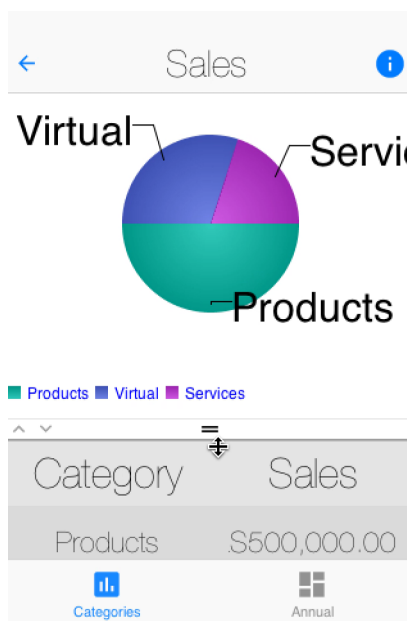 Sales
Virtual
Servi
Products
Products Virtual Services
Category Sales
Products .S500,000.00
Categories Annual